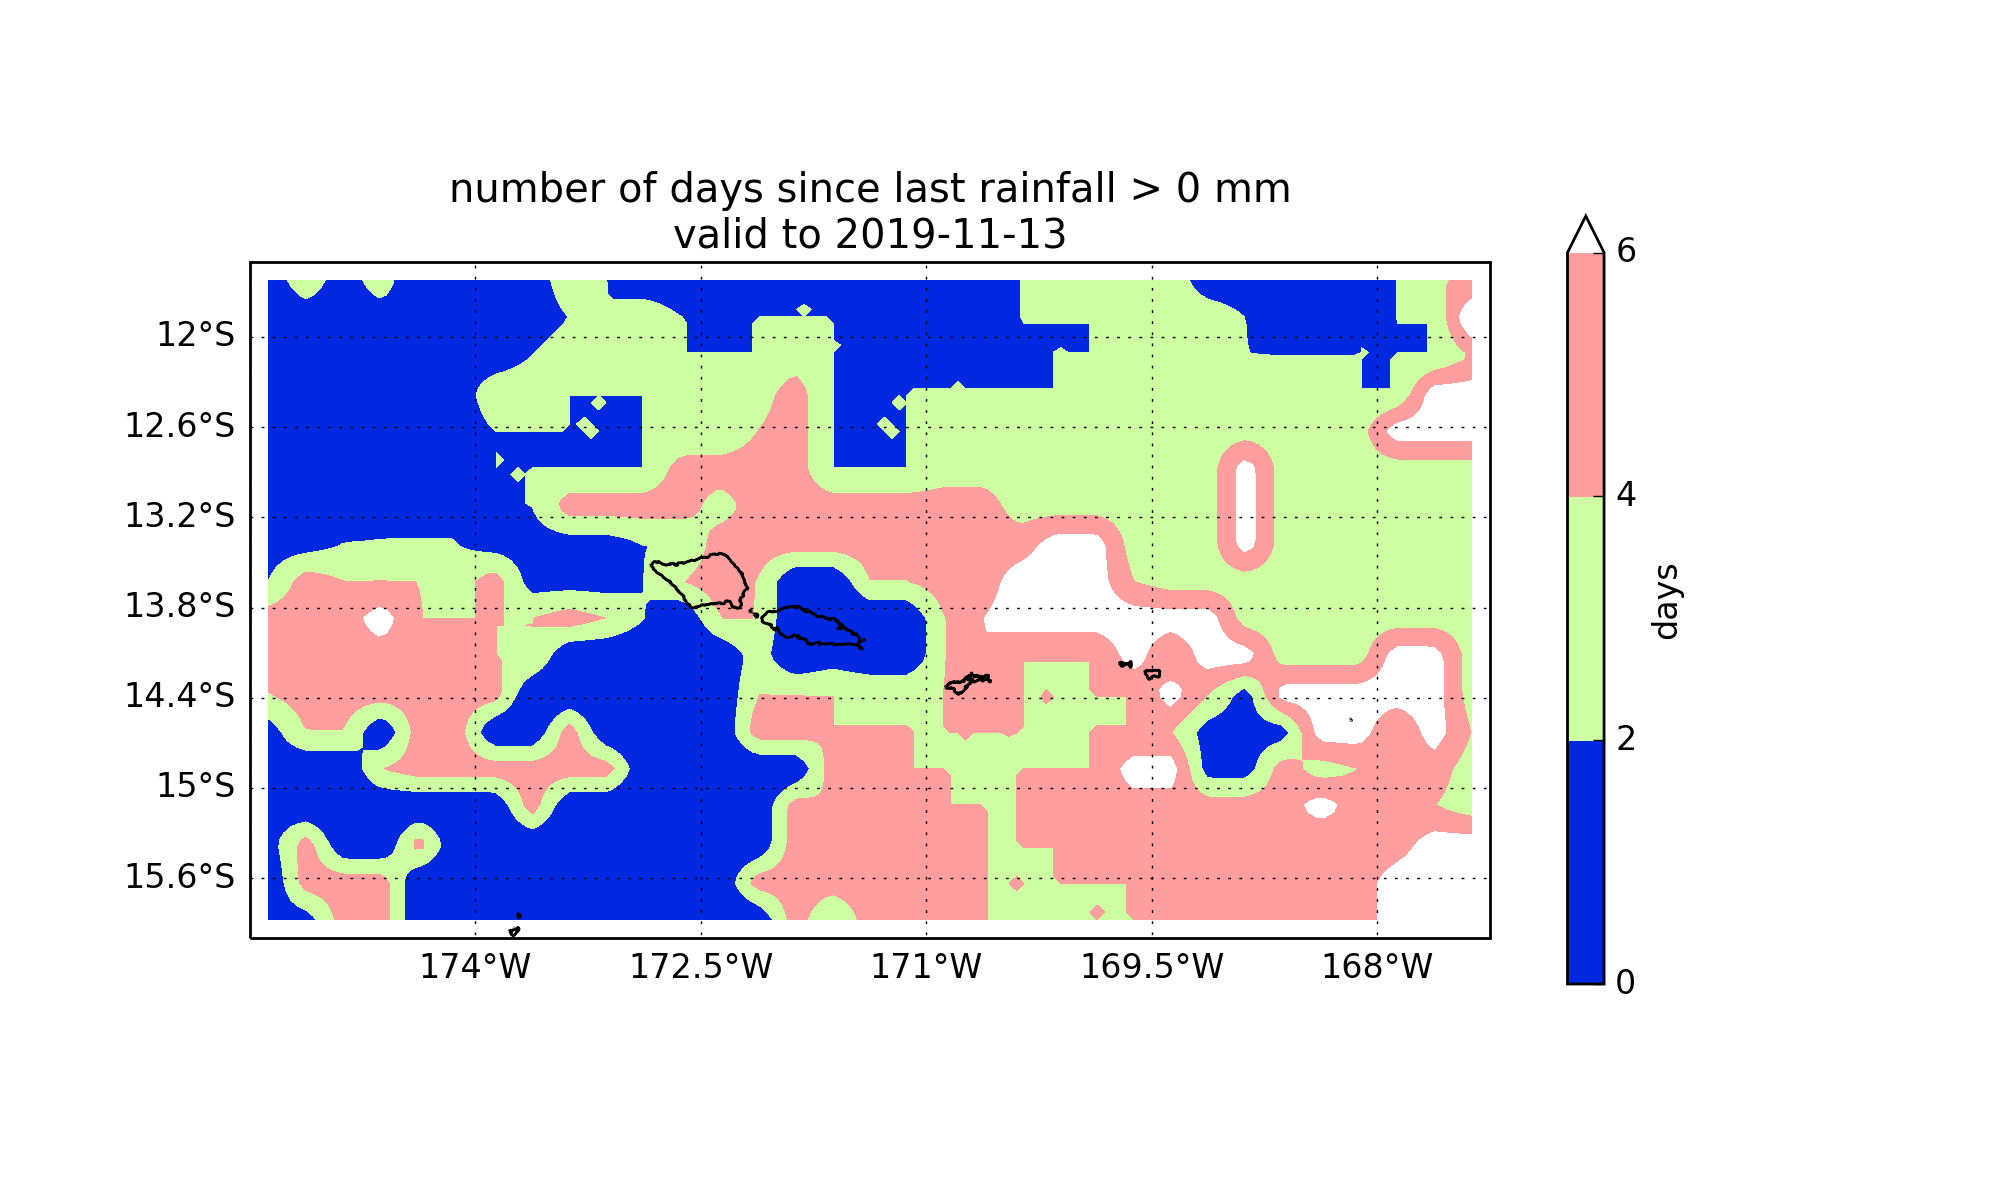 number of days since last rainfall > 0 mm
valid to 2019-11-13
12°S
12.6°S
13.2°S
13.8°S
14.4°S
15°S
15.6°S
174°W 172.5°W 171°W 169.5°W 168°W
6
4
2
0
days